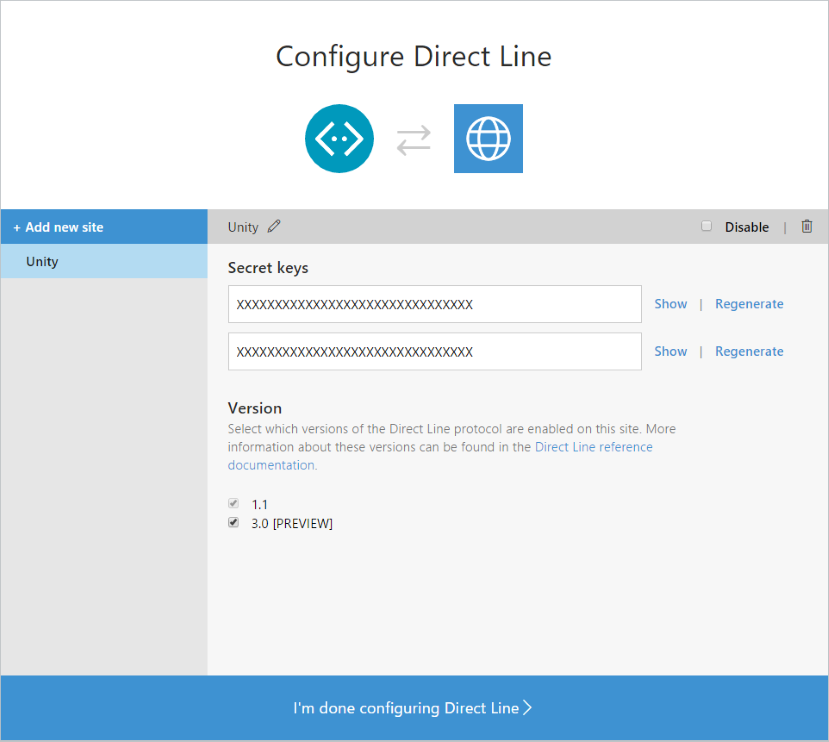 Configure Direct Line
+ Add new site
Unity
Unity
Disable |
Secret keys
XXXXXXXXXXXXXXXXXXXXXXXXXXXXXXX Show | Regenerate
XXXXXXXXXXXXXXXXXXXXXXXXXXXXXXX Show | Regenerate
Version
Select which versions of the Direct Line protocol are enabled on this site. More
information about these versions can be found in the Direct Line reference
documentation.
1.1
3.0 [PREVIEW]
I'm done configuring Direct Line